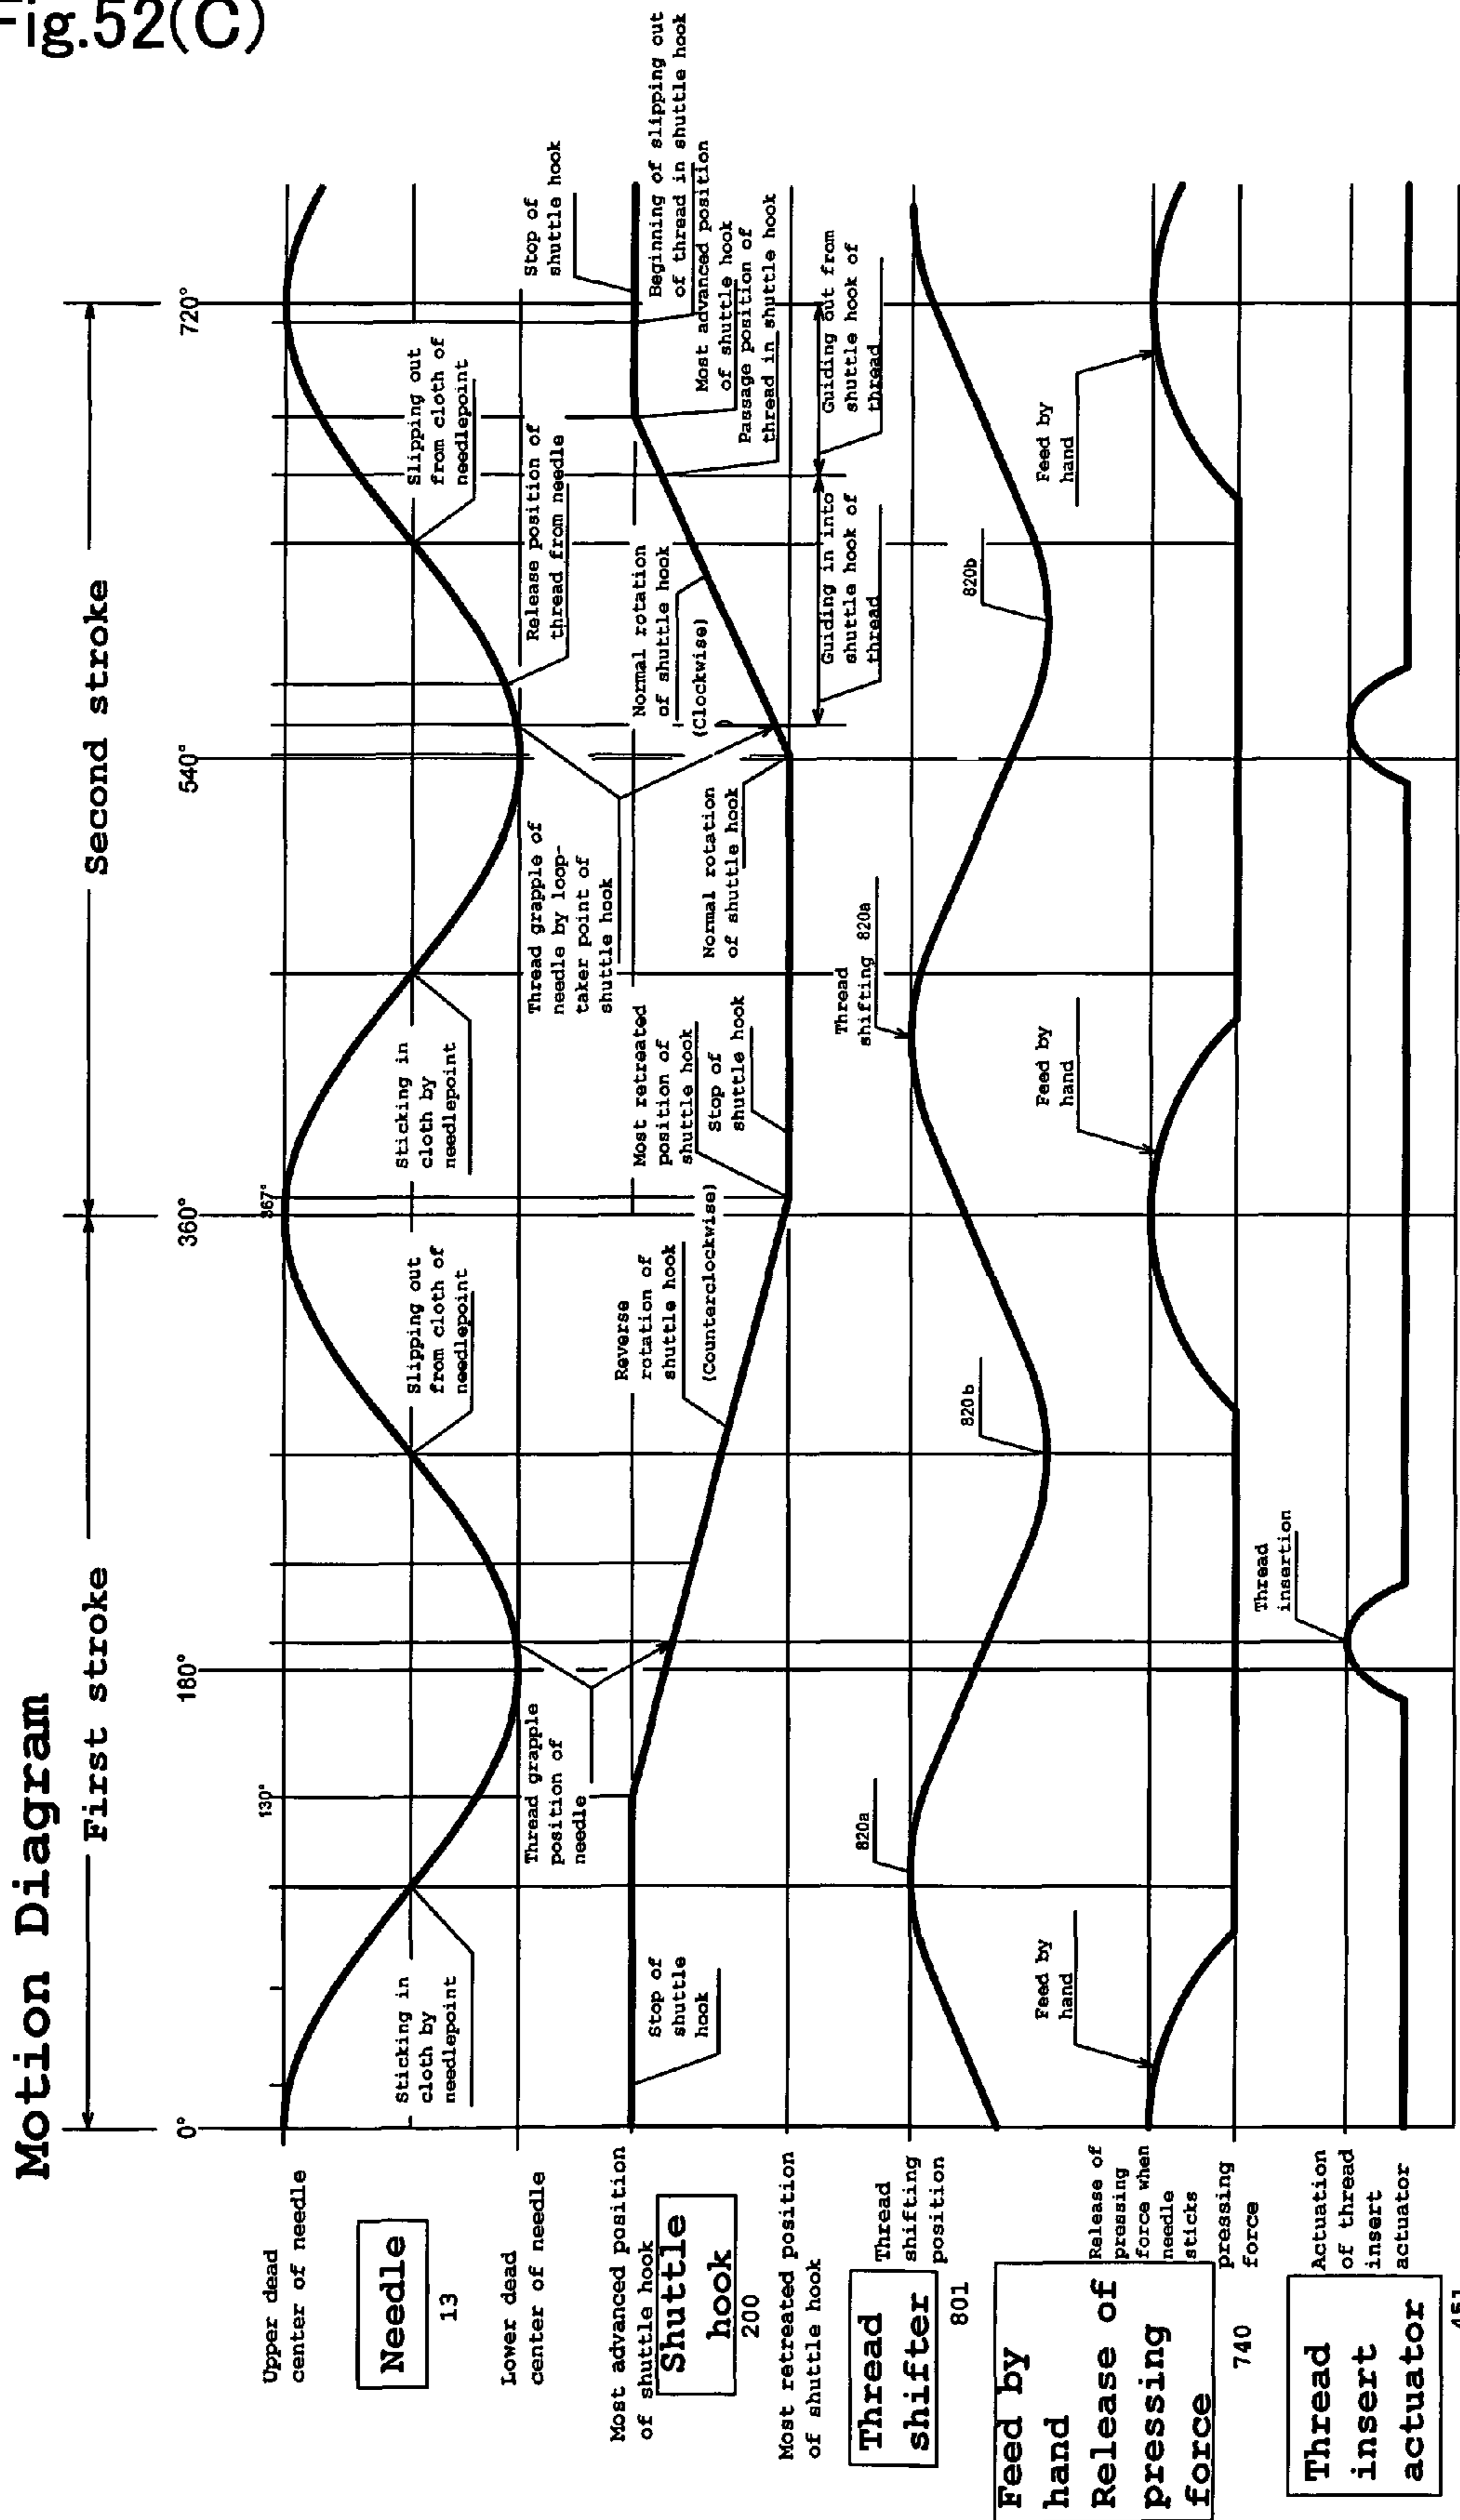 Fig.52(C)
Motion Diagram
First stroke
Second stroke
0°
130°
180°
360°
367°
540°
720°
Upper dead
center of needle
Needle
13
Lower dead
center of needle
Sticking in
cloth by
needlepoint
Thread grapple
position of
needle
Slipping out
from cloth of
needlepoint
Sticking in
cloth by
needlepoint
Thread grapple of
needle by loop-
taker point of
shuttle hook
Release position of
thread from needle
Slipping out
from cloth of
needlepoint
Most advanced position
of shuttle hook
Shuttle
hook
200
Most retreated position
of shuttle hook
Stop of
shuttle
hook
Reverse
rotation of
shuttle hook
(Counterclockwise)
Most retreated
position of
shuttle hook
Stop of
shuttle hook
Normal rotation
of shuttle hook
Normal rotation
of shuttle hook
(Clockwise)
Stop of
shuttle hook
Beginning of slipping out
of thread in shuttle hook
Most advanced position
of shuttle hook
Passage position of
thread in shuttle hook
Guiding in into
shuttle hook of
thread
Guiding out from
shuttle hook of
thread
Thread
shifter
801
Thread
shifting
position
820a
820b
Thread
shifting 820a
820b
Feed by
hand
Release of
pressing
force
740
Release of
pressing
force when
needle
sticks
pressing
force
Feed by
hand
Feed by
hand
Feed by
hand
Thread
insert
actuator
451
Actuation
of thread
insert
actuator
Thread
insertion